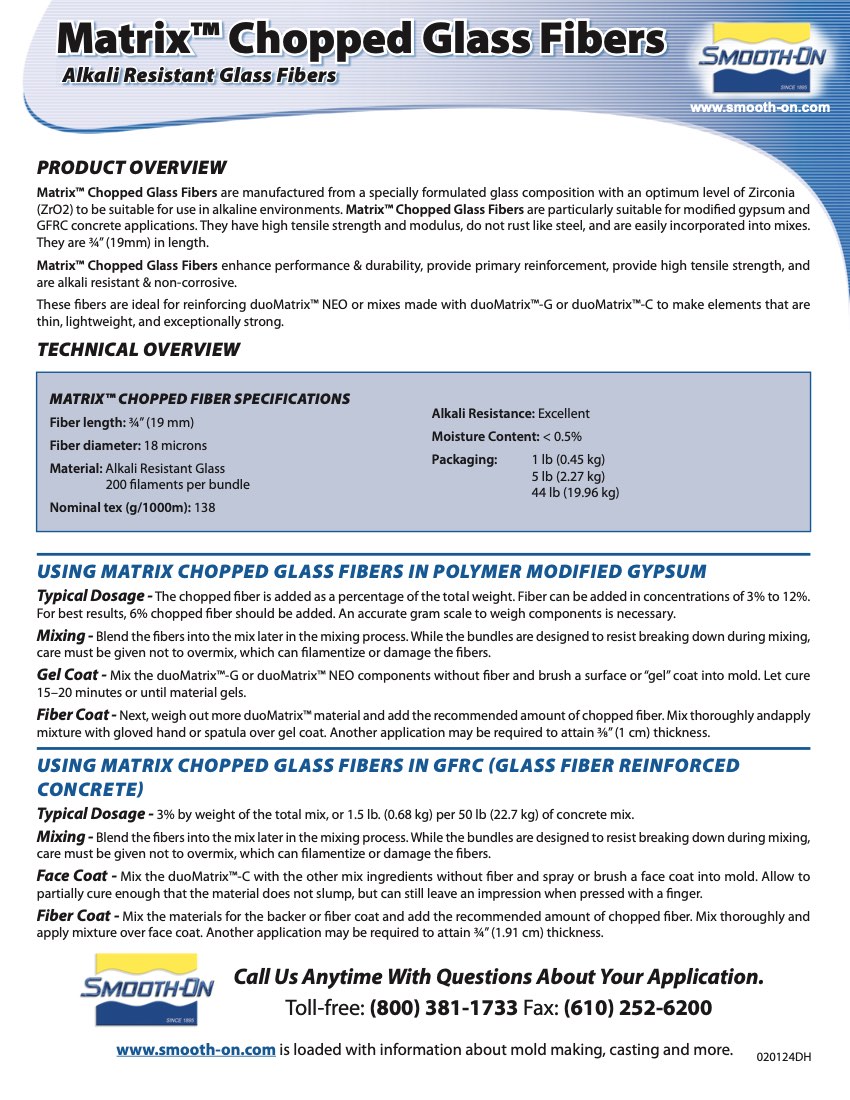 Matrix™ Chopped Glass Fibers
Alkali Resistant Glass Fibers
SMOOTH-ON
SINCE 1895
www.smooth-on.com
PRODUCT OVERVIEW
Matrix™ Chopped Glass Fibers are manufactured from a specially formulated glass composition with an optimum level of Zirconia
(ZrO2) to be suitable for use in alkaline environments. Matrix™ Chopped Glass Fibers are particularly suitable for modified gypsum and
GFRC concrete applications. They have high tensile strength and modulus, do not rust like steel, and are easily incorporated into mixes.
They are ¾” (19mm) in length.
Matrix™ Chopped Glass Fibers enhance performance & durability, provide primary reinforcement, provide high tensile strength, and
are alkali resistant & non-corrosive.
These fibers are ideal for reinforcing duoMatrix™ NEO or mixes made with duoMatrix™-G or duoMatrix™-C to make elements that are
thin, lightweight, and exceptionally strong.
TECHNICAL OVERVIEW
MATRIX™ CHOPPED FIBER SPECIFICATIONS
Fiber length: ¾” (19 mm)
Fiber diameter: 18 microns
Material: Alkali Resistant Glass
200 filaments per bundle
Nominal tex (g/1000m): 138
Alkali Resistance: Excellent
Moisture Content: < 0.5%
Packaging: 1 lb (0.45 kg)
5 lb (2.27 kg)
44 lb (19.96 kg)
USING MATRIX CHOPPED GLASS FIBERS IN POLYMER MODIFIED GYPSUM
Typical Dosage - The chopped fiber is added as a percentage of the total weight. Fiber can be added in concentrations of 3% to 12%.
For best results, 6% chopped fiber should be added. An accurate gram scale to weigh components is necessary.
Mixing - Blend the fibers into the mix later in the mixing process. While the bundles are designed to resist breaking down during mixing,
care must be given not to overmix, which can filamentize or damage the fibers.
Gel Coat - Mix the duoMatrix™-G or duoMatrix™ NEO components without fiber and brush a surface or “gel” coat into mold. Let cure
15–20 minutes or until material gels.
Fiber Coat - Next, weigh out more duoMatrix™ material and add the recommended amount of chopped fiber. Mix thoroughly andapply
mixture with gloved hand or spatula over gel coat. Another application may be required to attain ⅜” (1 cm) thickness.
USING MATRIX CHOPPED GLASS FIBERS IN GFRC (GLASS FIBER REINFORCED
CONCRETE)
Typical Dosage - 3% by weight of the total mix, or 1.5 lb. (0.68 kg) per 50 lb (22.7 kg) of concrete mix.
Mixing - Blend the fibers into the mix later in the mixing process. While the bundles are designed to resist breaking down during mixing,
care must be given not to overmix, which can filamentize or damage the fibers.
Face Coat - Mix the duoMatrix™-C with the other mix ingredients without fiber and spray or brush a face coat into mold. Allow to
partially cure enough that the material does not slump, but can still leave an impression when pressed with a finger.
Fiber Coat - Mix the materials for the backer or fiber coat and add the recommended amount of chopped fiber. Mix thoroughly and
apply mixture over face coat. Another application may be required to attain ¾” (1.91 cm) thickness.
SMOOTH-ON
SINCE 1895
Call Us Anytime With Questions About Your Application.
Toll-free: (800) 381-1733 Fax: (610) 252-6200
www.smooth-on.com is loaded with information about mold making, casting and more.
020124DH